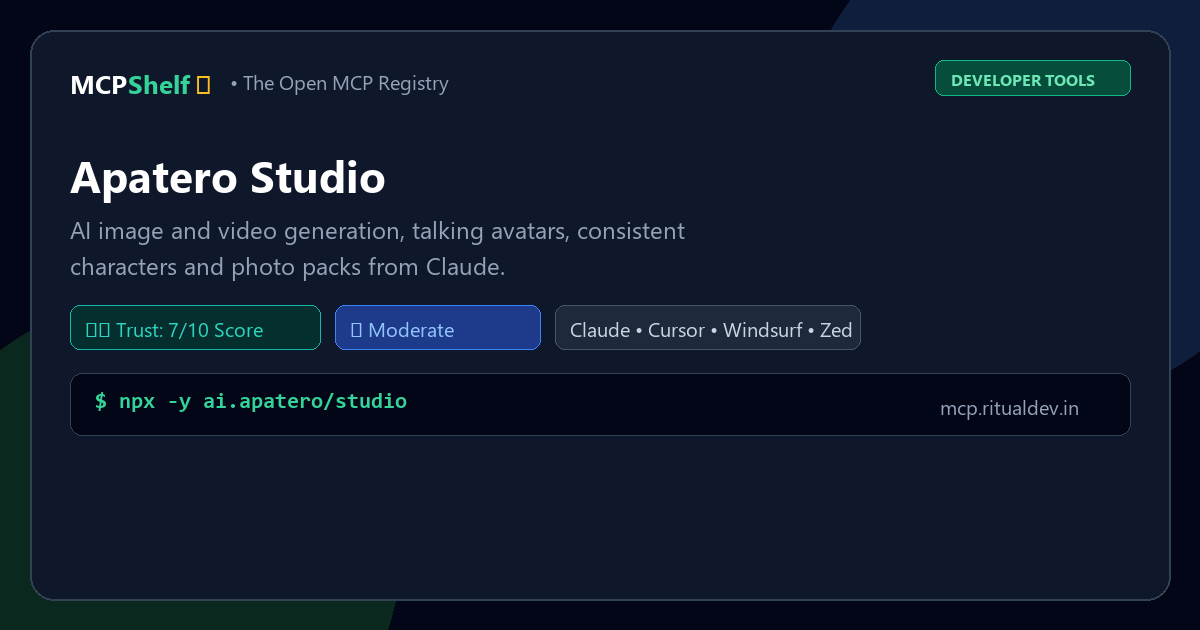 MCPShelf • The Open MCP Registry
DEVELOPER TOOLS
Apatero Studio
AI image and video generation, talking avatars, consistent
characters and photo packs from Claude.
Trust: 7/10 Score
Moderate
Claude • Cursor • Windsurf • Zed
$ npx -y ai.apatero/studio
mcp.ritualdev.in